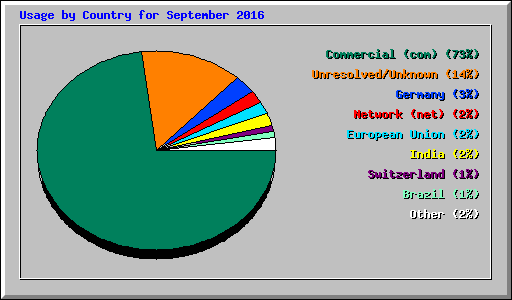 Usage by Country for September 2016
Commercial (com) (73%)
Unresolved/Unknown (14%)
Germany (3%)
Network (net) (2%)
European Union (2%)
India (2%)
Switzerland (1%)
Brazil (1%)
Other (2%)